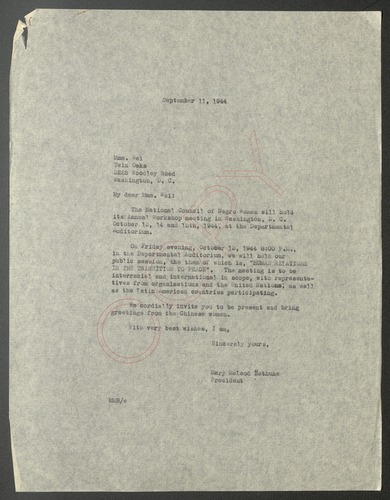 September 11, 1944
Mme. Wei
Twin Oaks
3225 Woodley Road
Washington, D. C.
My dear Mme. Wei:
The National Council of Negro Women will hold
its Annual Workshop meeting in Washington, D. C.
October 13, 14 and 15th, 1944, at the Departmental
Auditorium.
On Friday evening, October 13, 1944 8:00 P.M.,
in the Departmental Auditorium, we will hold our
public session, the theme of which is, "HUMAN RELATIONS
IN THE TRANSITION TO PEACE". The meeting is to be
interracial and international in scope, with representa-
tives from organizations and the United Nations, as well
as the Latin American countries participating.
We cordially invite you to be present and bring
greetings from the Chinese women.
With very best wishes, I am,
Sincerely yours,
Mary McLeod Bethune
President
COPY